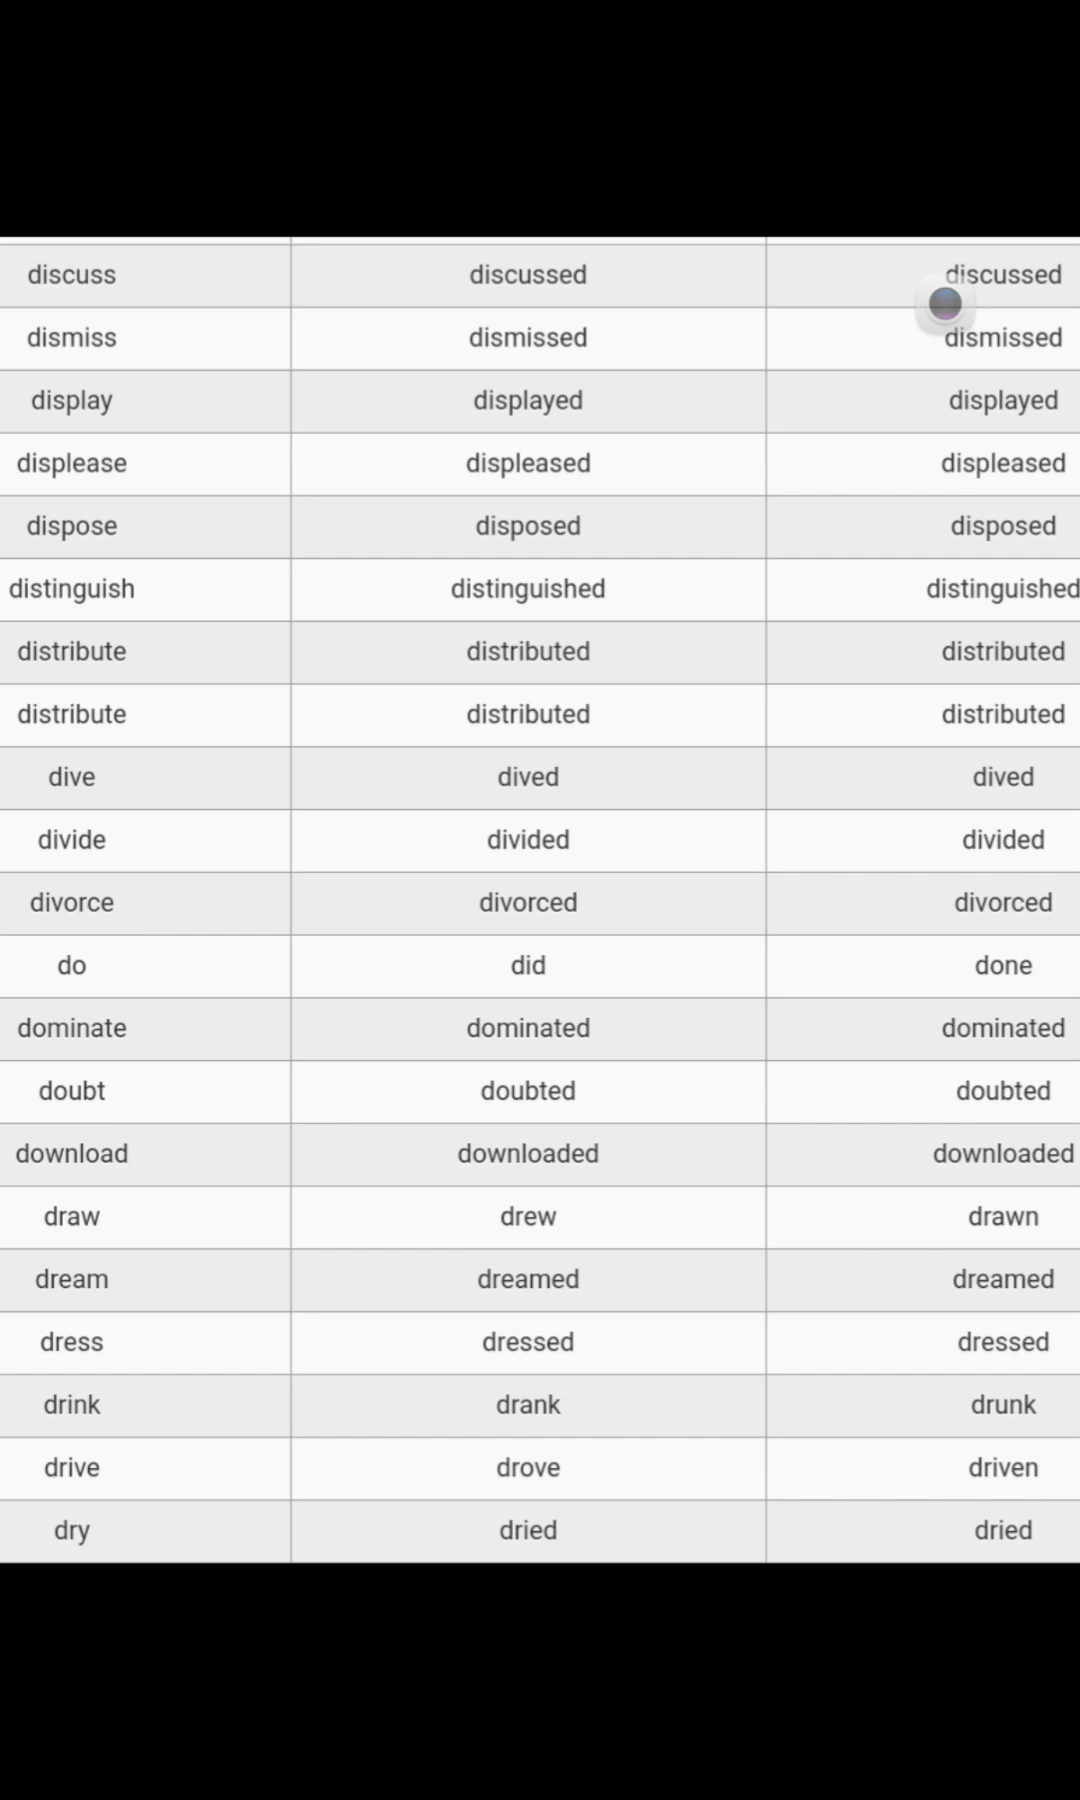 discuss discussed discussed
dismiss dismissed dismissed
display displayed displayed
displease displeased displeased
dispose disposed disposed
distinguish distinguished distinguished
distribute distributed distributed
distribute distributed distributed
dive dived dived
divide divided divided
divorce divorced divorced
do did done
dominate dominated dominated
doubt doubted doubted
download downloaded downloaded
draw drew drawn
dream dreamed dreamed
dress dressed dressed
drink drank drunk
drive drove driven
dry dried dried